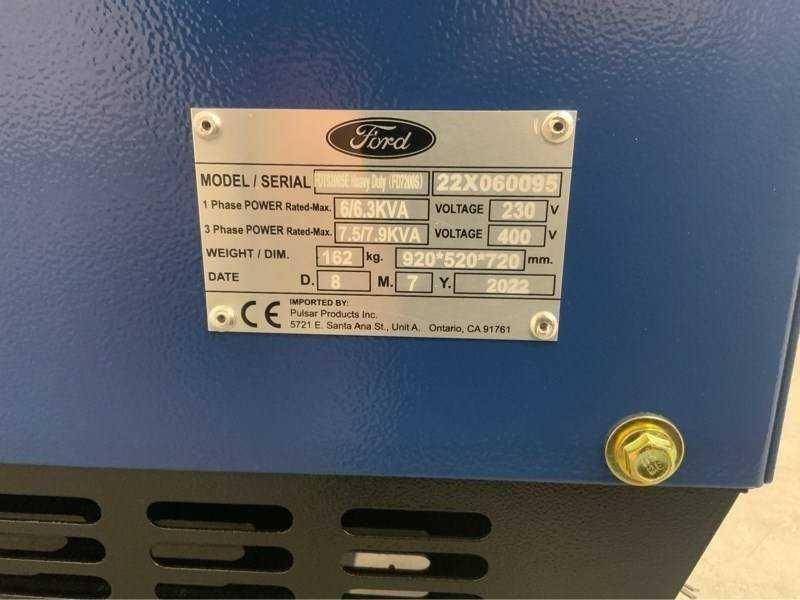 Ford
MODEL / SERIAL Heavy Duty 22X060095
1 Phase POWER Rated-Max. 6/6.3KVA VOLTAGE 230 V
3 Phase POWER Rated-Max. 7.5/7.9KVA VOLTAGE 400 V
WEIGHT / DIM. 162 kg. 920*520*720 mm.
DATE D. 8 M. 7 Y. 2022
CE IMPORTED BY:
Pulsar Products Inc.
5721 E. Santa Ana St., Unit A. Ontario, CA 91761